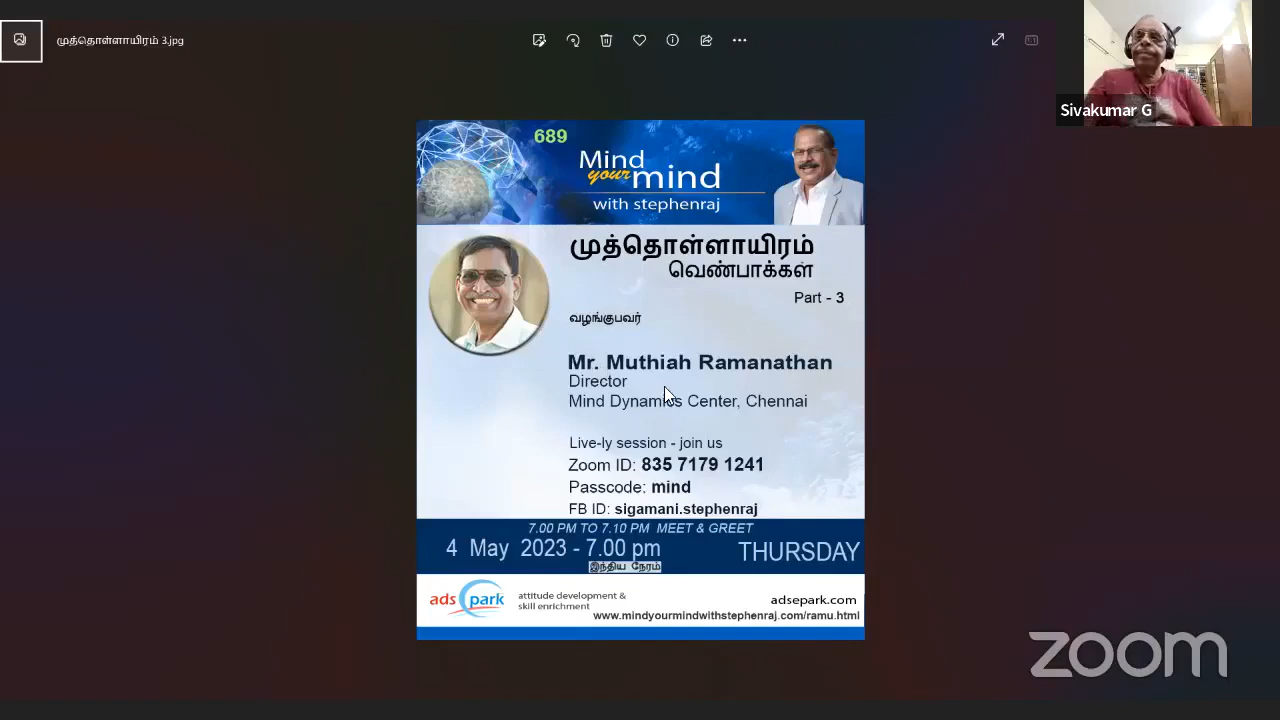 முத்தொள்ளாயிரம் 3.jpg
Sivakumar G
689
Mind
your mind
with stephenraj
முத்தொள்ளாயிரம்
வெண்பாக்கள்
Part - 3
வழங்குபவர்
Mr. Muthiah Ramanathan
Director
Mind Dynamics Center, Chennai
Live-ly session - join us
Zoom ID: 835 7179 1241
Passcode: mind
FB ID: sigamani.stephenraj
7.00 PM TO 7.10 PM MEET & GREET
4 May 2023 - 7.00 pm
THURSDAY
இந்திய நேரம்
ads park
attitude development &
skill enrichment
adsepark.com
www.mindyourmindwithstephenraj.com/ramu.html
zoom